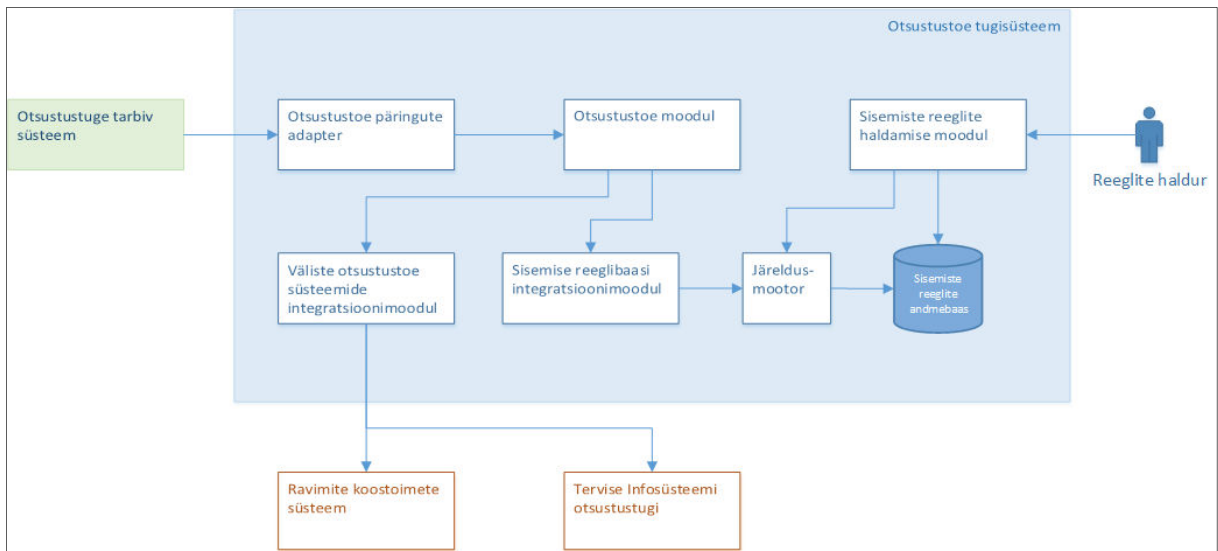 Otsustustoe tugisüsteem
Otsustustuge tarbiv
süsteem
Otsustustoe päringute
adapter
Otsustustoe moodul
Sisemiste reeglite
haldamise moodul
Reeglite haldur
Väliste otsustustoe
süsteemide
integratsioonimoodul
Sisemise reeglibaasi
integratsioonimoodul
Järeldus-
mootor
Sisemiste
reeglite
andmebaas
Ravimite koostoimete
süsteem
Tervise Infosüsteemi
otsustustugi